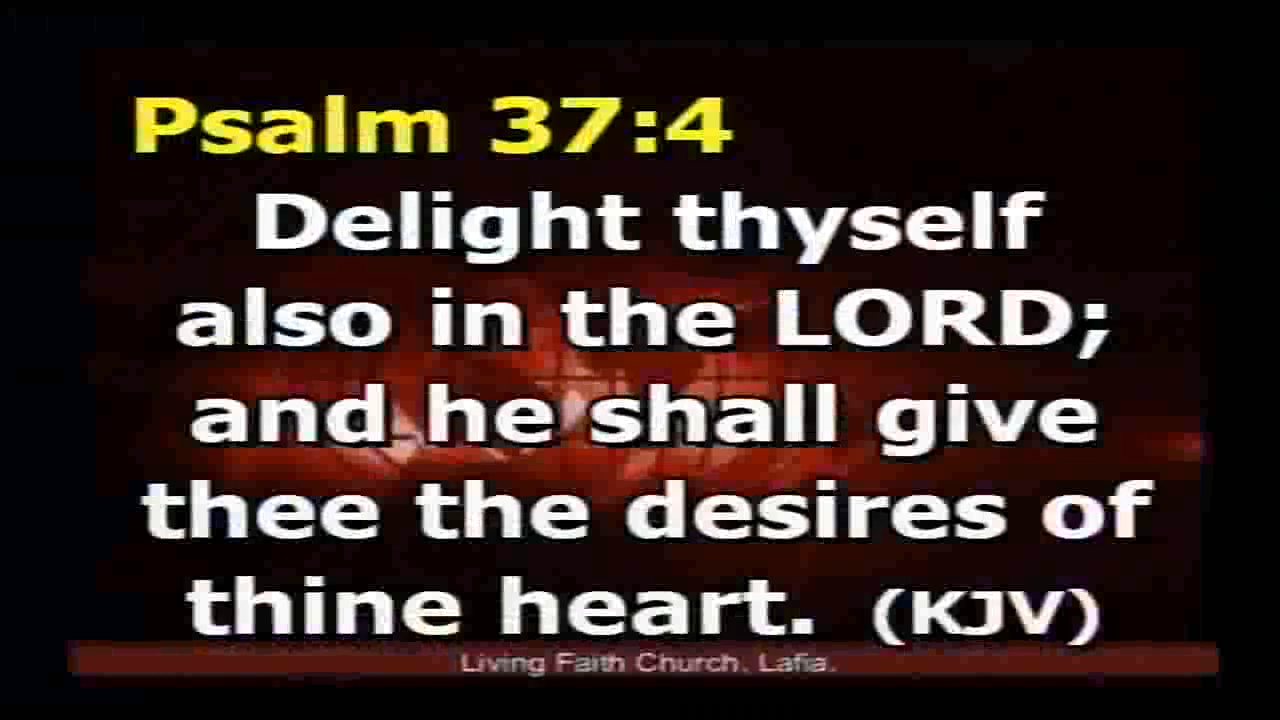 Psalm 37:4
Delight thyself
also in the LORD;
and he shall give
thee the desires of
thine heart. (KJV)
Living Faith Church, Lafia.